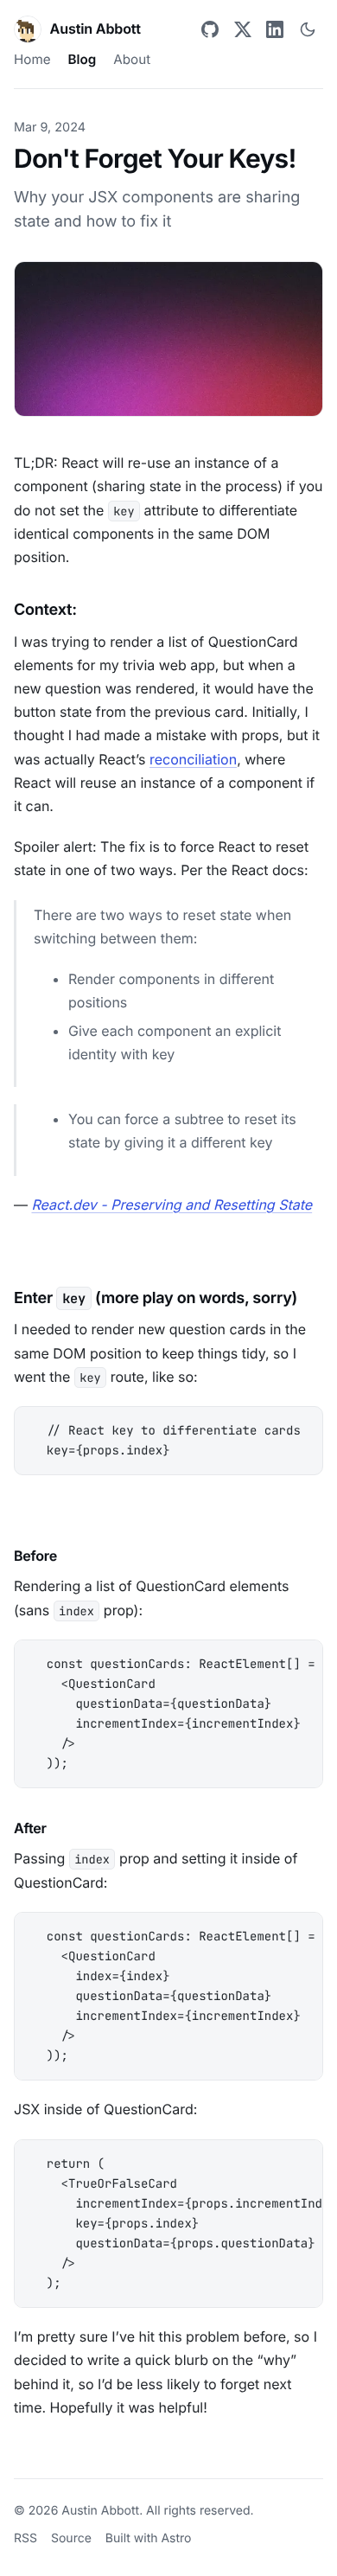 Austin Abbott
Home Blog About
Mar 9, 2024
Don't Forget Your Keys!
Why your JSX components are sharing
state and how to fix it
TL;DR: React will re-use an instance of a
component (sharing state in the process) if you
do not set the key attribute to differentiate
identical components in the same DOM
position.
Context:
I was trying to render a list of QuestionCard
elements for my trivia web app, but when a
new question was rendered, it would have the
button state from the previous card. Initially, I
thought I had made a mistake with props, but it
was actually React’s reconciliation, where
React will reuse an instance of a component if
it can.
Spoiler alert: The fix is to force React to reset
state in one of two ways. Per the React docs:
There are two ways to reset state when
switching between them:
• Render components in different
positions
• Give each component an explicit
identity with key
• You can force a subtree to reset its
state by giving it a different key
— React.dev - Preserving and Resetting State
Enter key (more play on words, sorry)
I needed to render new question cards in the
same DOM position to keep things tidy, so I
went the key route, like so:
// React key to differentiate cards
key={props.index}
Before
Rendering a list of QuestionCard elements
(sans index prop):
const questionCards: ReactElement[] =
<QuestionCard
questionData={questionData}
incrementIndex={incrementIndex}
/>
));
After
Passing index prop and setting it inside of
QuestionCard:
const questionCards: ReactElement[] =
<QuestionCard
index={index}
questionData={questionData}
incrementIndex={incrementIndex}
/>
));
JSX inside of QuestionCard:
return (
<TrueOrFalseCard
incrementIndex={props.incrementInd
key={props.index}
questionData={props.questionData}
/>
);
I’m pretty sure I’ve hit this problem before, so I
decided to write a quick blurb on the “why”
behind it, so I’d be less likely to forget next
time. Hopefully it was helpful!
© 2026 Austin Abbott. All rights reserved.
RSS Source Built with Astro